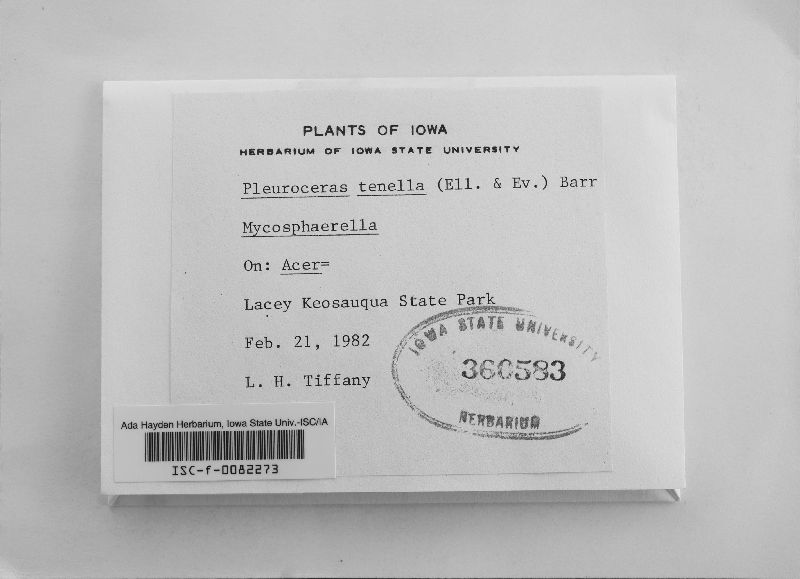 PLANTS OF IOWA
HERBARIUM OF IOWA STATE UNIVERSITY
Pleuroceras tenella (Ell. & Ev.) Barr
Mycosphaerella
On: Acer=
Lacey Keosauqua State Park
Feb. 21, 1982
L. H. Tiffany
IOWA STATE UNIVERSITY
360583
HERBARIUM
Ada Hayden Herbarium, Iowa State Univ.-ISC/IA
ISC-f-0082273